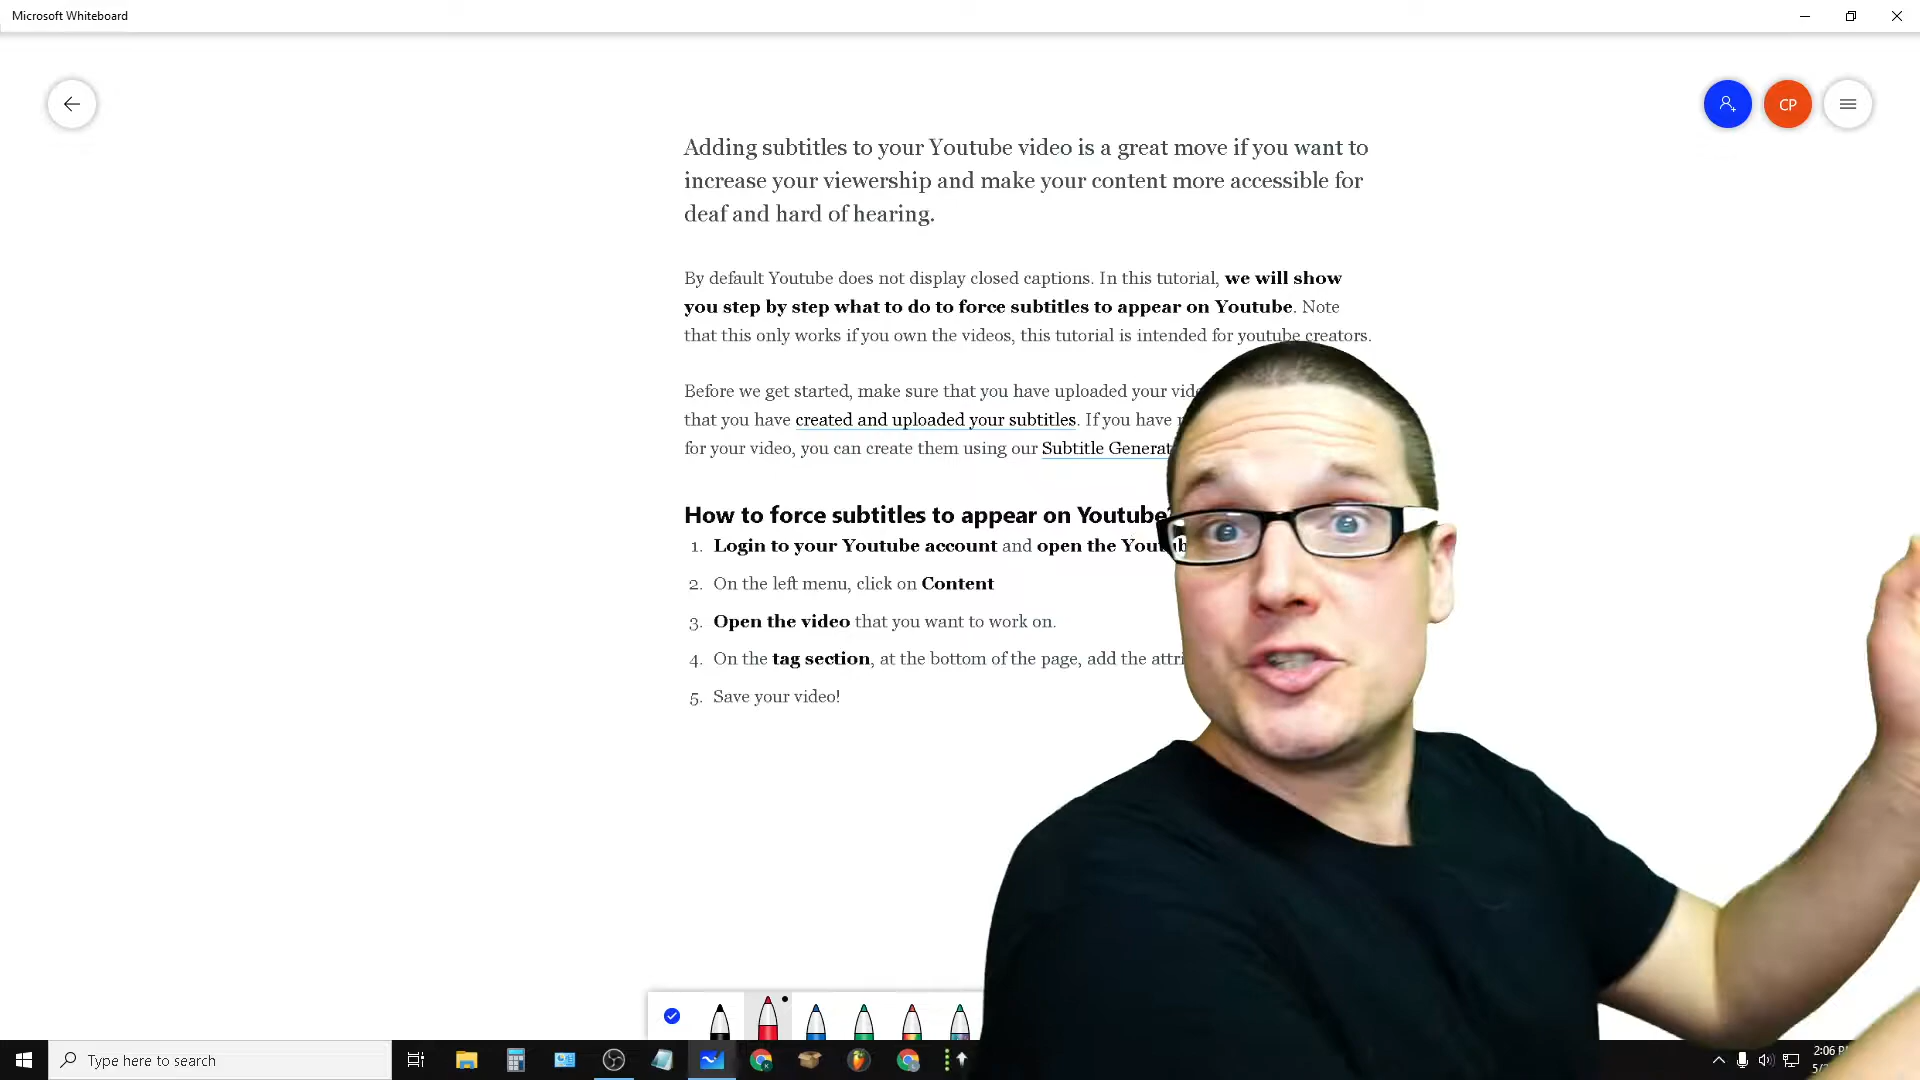 Microsoft Whiteboard
CP
Adding subtitles to your Youtube video is a great move if you want to
increase your viewership and make your content more accessible for
deaf and hard of hearing.
By default Youtube does not display closed captions. In this tutorial, we will show
you step by step what to do to force subtitles to appear on Youtube. Note
that this only works if you own the videos, this tutorial is intended for youtube creators.
Before we get started, make sure that you have uploaded your
that you have created and uploaded your subtitles. If you have
for your video, you can create them using our Subtitle
How to force subtitles to appear on Youtube?
1. Login to your Youtube account and open the
2. On the left menu, click on Content
3. Open the video that you want to work on.
4. On the tag section, at the bottom of the page, add the
5. Save your video!
Type here to search
2:06